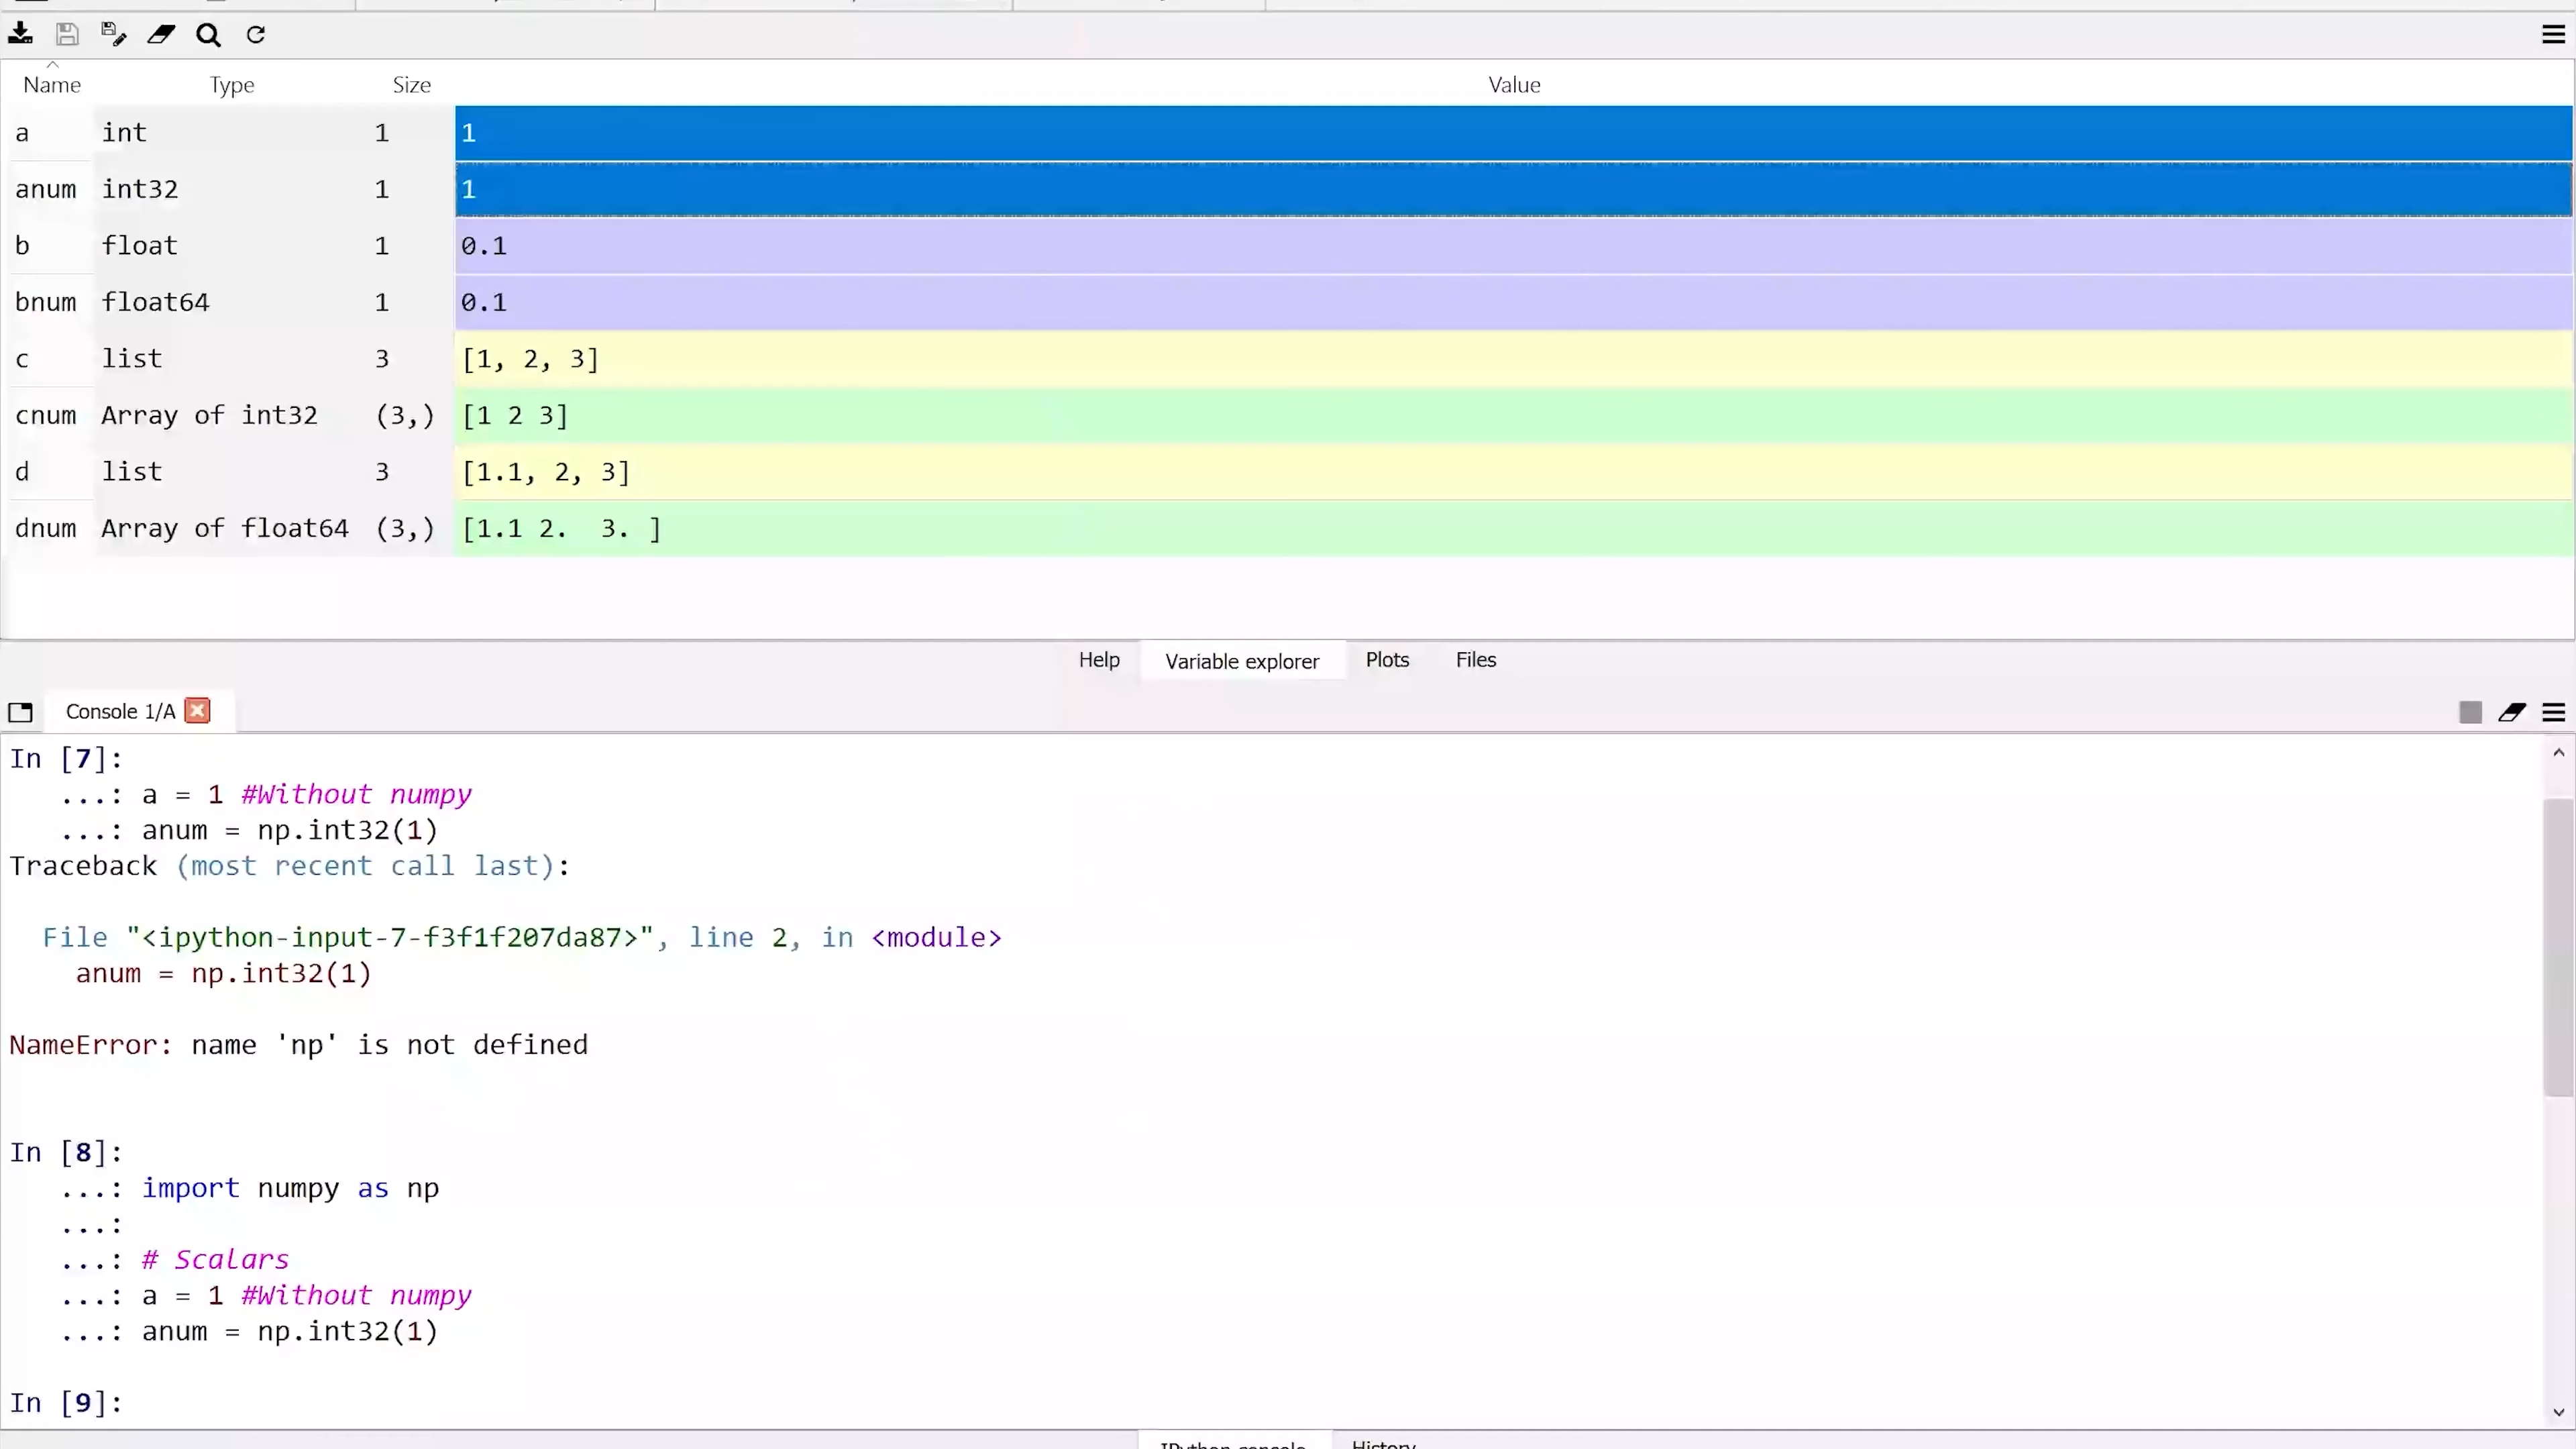 Name Type Size Value
a int 1 1
anum int32 1 1
b float 1 0.1
bnum float64 1 0.1
c list 3 [1, 2, 3]
cnum Array of int32 (3,) [1 2 3]
d list 3 [1.1, 2, 3]
dnum Array of float64 (3,) [1.1 2.  3. ]
Help Variable explorer Plots Files
Console 1/A
In [7]:
...: a = 1 #Without numpy
...: anum = np.int32(1)
Traceback (most recent call last):
File "<ipython-input-7-f3f1f207da87>", line 2, in <module>
anum = np.int32(1)
NameError: name 'np' is not defined
In [8]:
...: import numpy as np
...:
...: # Scalars
...: a = 1 #Without numpy
...: anum = np.int32(1)
In [9]:
IPython console History